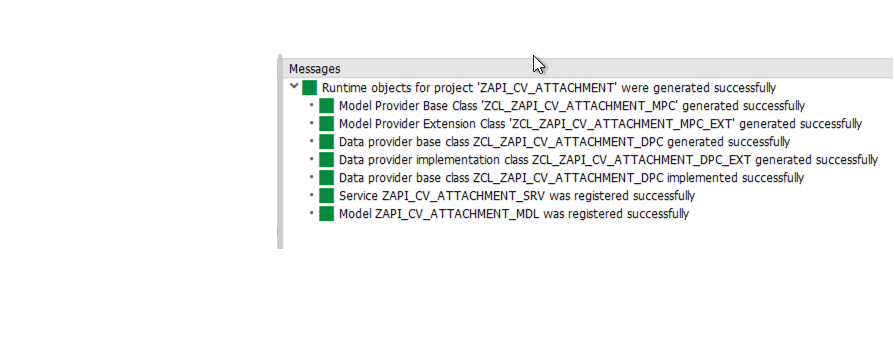 Messages
Runtime objects for project 'ZAPI_CV_ATTACHMENT' were generated successfully
Model Provider Base Class 'ZCL_ZAPI_CV_ATTACHMENT_MPC' generated successfully
Model Provider Extension Class 'ZCL_ZAPI_CV_ATTACHMENT_MPC_EXT' generated successfully
Data provider base class ZCL_ZAPI_CV_ATTACHMENT_DPC generated successfully
Data provider implementation class ZCL_ZAPI_CV_ATTACHMENT_DPC_EXT generated successfully
Data provider base class ZCL_ZAPI_CV_ATTACHMENT_DPC implemented successfully
Service ZAPI_CV_ATTACHMENT_SRV was registered successfully
Model ZAPI_CV_ATTACHMENT_MDL was registered successfully